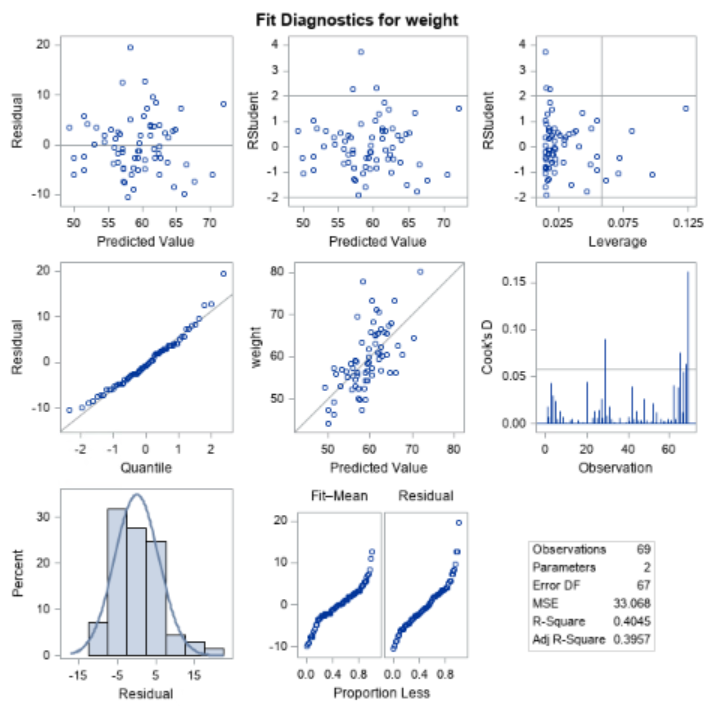 Fit Diagnostics for weight
20
10
0
-10
Residual
50 55 60 65 70
Predicted Value
4
3
2
1
0
-1
-2
RStudent
50 55 60 65 70
Predicted Value
4
3
2
1
0
-1
-2
RStudent
0.025 0.075 0.125
Leverage
20
10
0
-10
Residual
-2 -1 0 1 2
Quantile
80
70
60
50
weight
50 60 70 80
Predicted Value
0.15
0.10
0.05
0.00
Cook's D
0 20 40 60
Observation
30
20
10
0
Percent
-15 -5 5 15
Residual
Fit–Mean Residual
20
10
0
-10
0.0 0.4 0.8 0.0 0.4 0.8
Proportion Less
Observations 69
Parameters 2
Error DF 67
MSE 33.068
R-Square 0.4045
Adj R-Square 0.3957